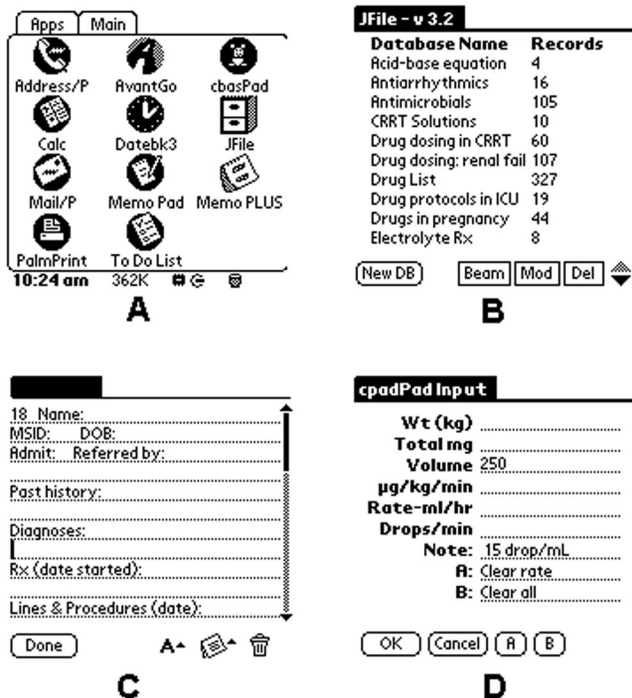 Apps Main
Address/P AvantGo cbasPad
Calc Datebk3 JFile
Mail/P Memo Pad Memo PLUS
PalmPrint To Do List
10:24 am 362K
A
JFile - v 3.2
Database Name Records
Acid-base equation 4
Antiarrhythmics 16
Antimicrobials 105
CRRT Solutions 10
Drug dosing in CRRT 60
Drug dosing: renal fail 107
Drug List 327
Drug protocols in ICU 19
Drugs in pregnancy 44
Electrolyte Rx 8
New DB Beam Mod Del
B
18 Name:
MSID: DOB:
Admit: Referred by:
Past history:
Diagnoses:
Rx (date started):
Lines & Procedures (date):
Done A
C
cpadPad Input
Wt (kg)
Total mg
Volume 250
µg/kg/min
Rate-ml/hr
Drops/min
Note: 15 drop/mL
A: Clear rate
B: Clear all
OK Cancel A B
D